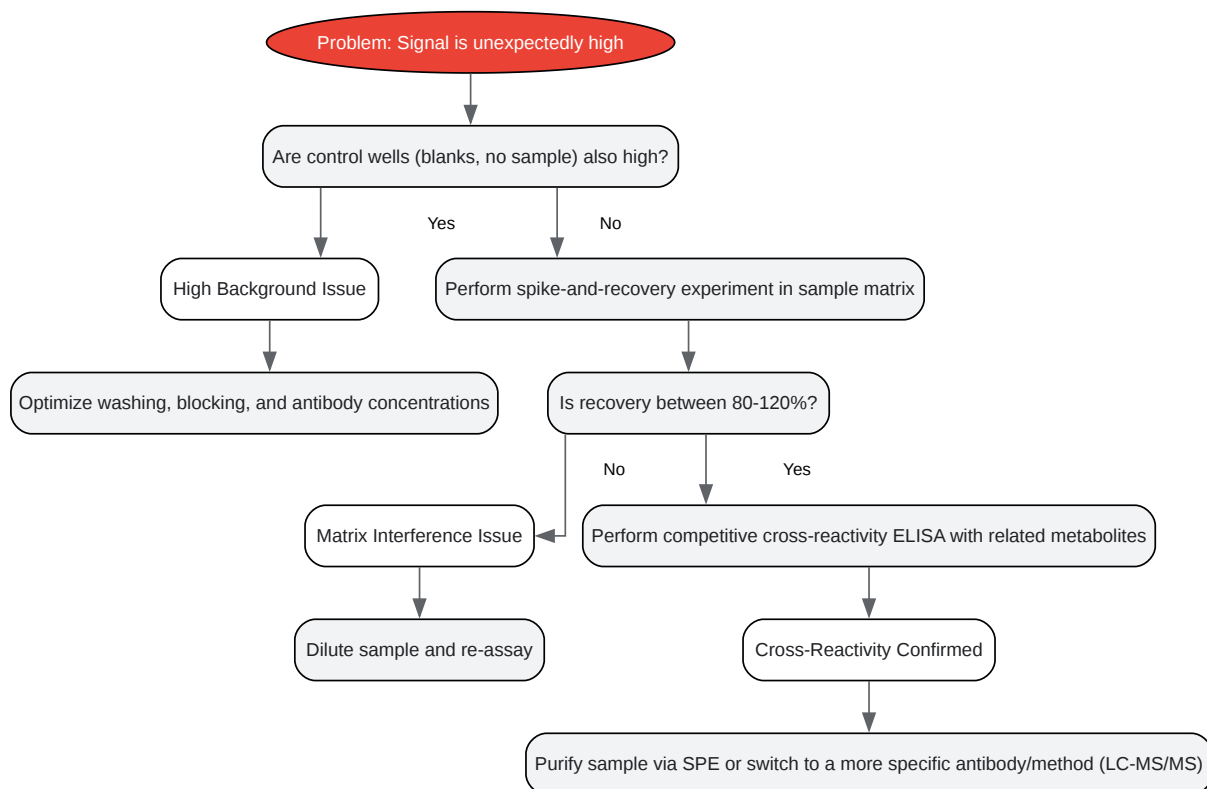 Problem: Signal is unexpectedly high
Are control wells (blanks, no sample) also high?
Yes
No
High Background Issue
Perform spike-and-recovery experiment in sample matrix
Optimize washing, blocking, and antibody concentrations
Is recovery between 80-120%?
No
Yes
Matrix Interference Issue
Perform competitive cross-reactivity ELISA with related metabolites
Dilute sample and re-assay
Cross-Reactivity Confirmed
Purify sample via SPE or switch to a more specific antibody/method (LC-MS/MS)